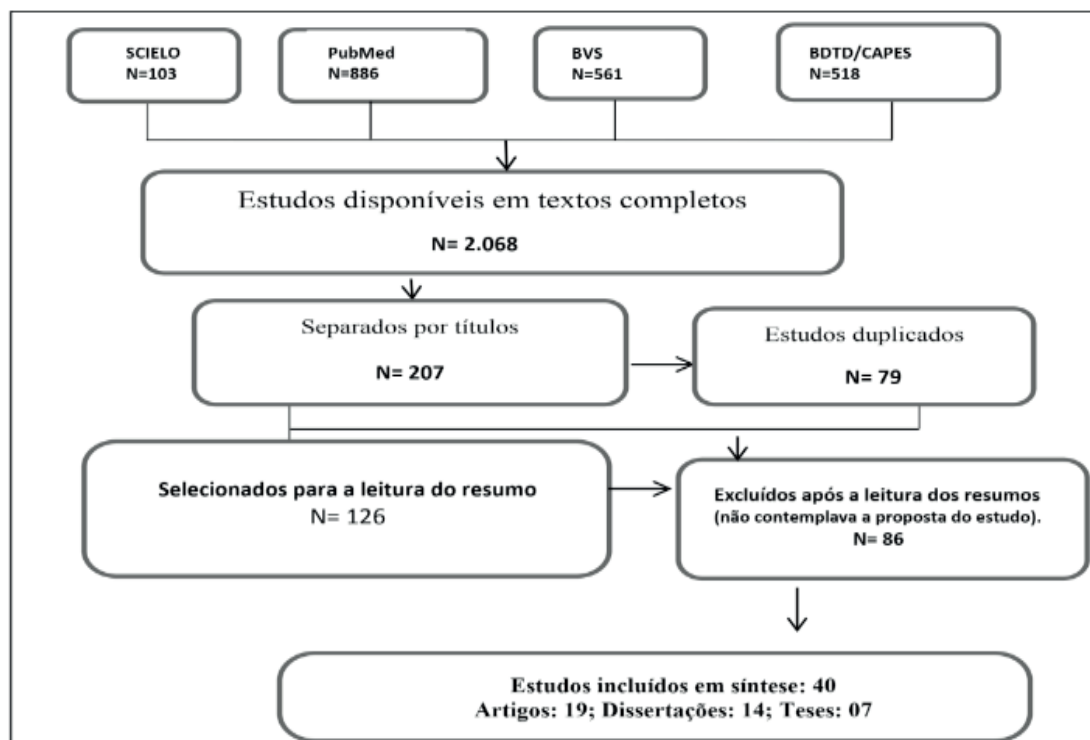 SCIELO
N=103
PubMed
N=886
BVS
N=561
BDTD/CAPES
N=518
Estudos disponíveis em textos completos
N= 2.068
Separados por títulos
N= 207
Estudos duplicados
N= 79
Selecionados para a leitura do resumo
N= 126
Excluídos após a leitura dos resumos
(não contemplava a proposta do estudo).
N= 86
Estudos incluídos em síntese: 40
Artigos: 19; Dissertações: 14; Teses: 07